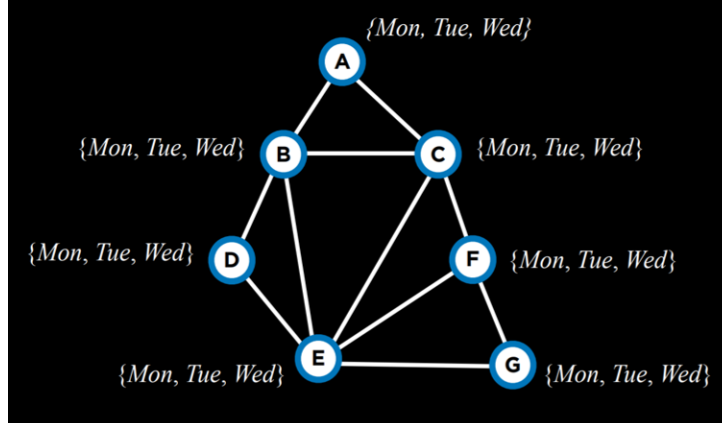 {Mon, Tue, Wed}
A
{Mon, Tue, Wed} B C {Mon, Tue, Wed}
{Mon, Tue, Wed} D F {Mon, Tue, Wed}
{Mon, Tue, Wed} E G {Mon, Tue, Wed}